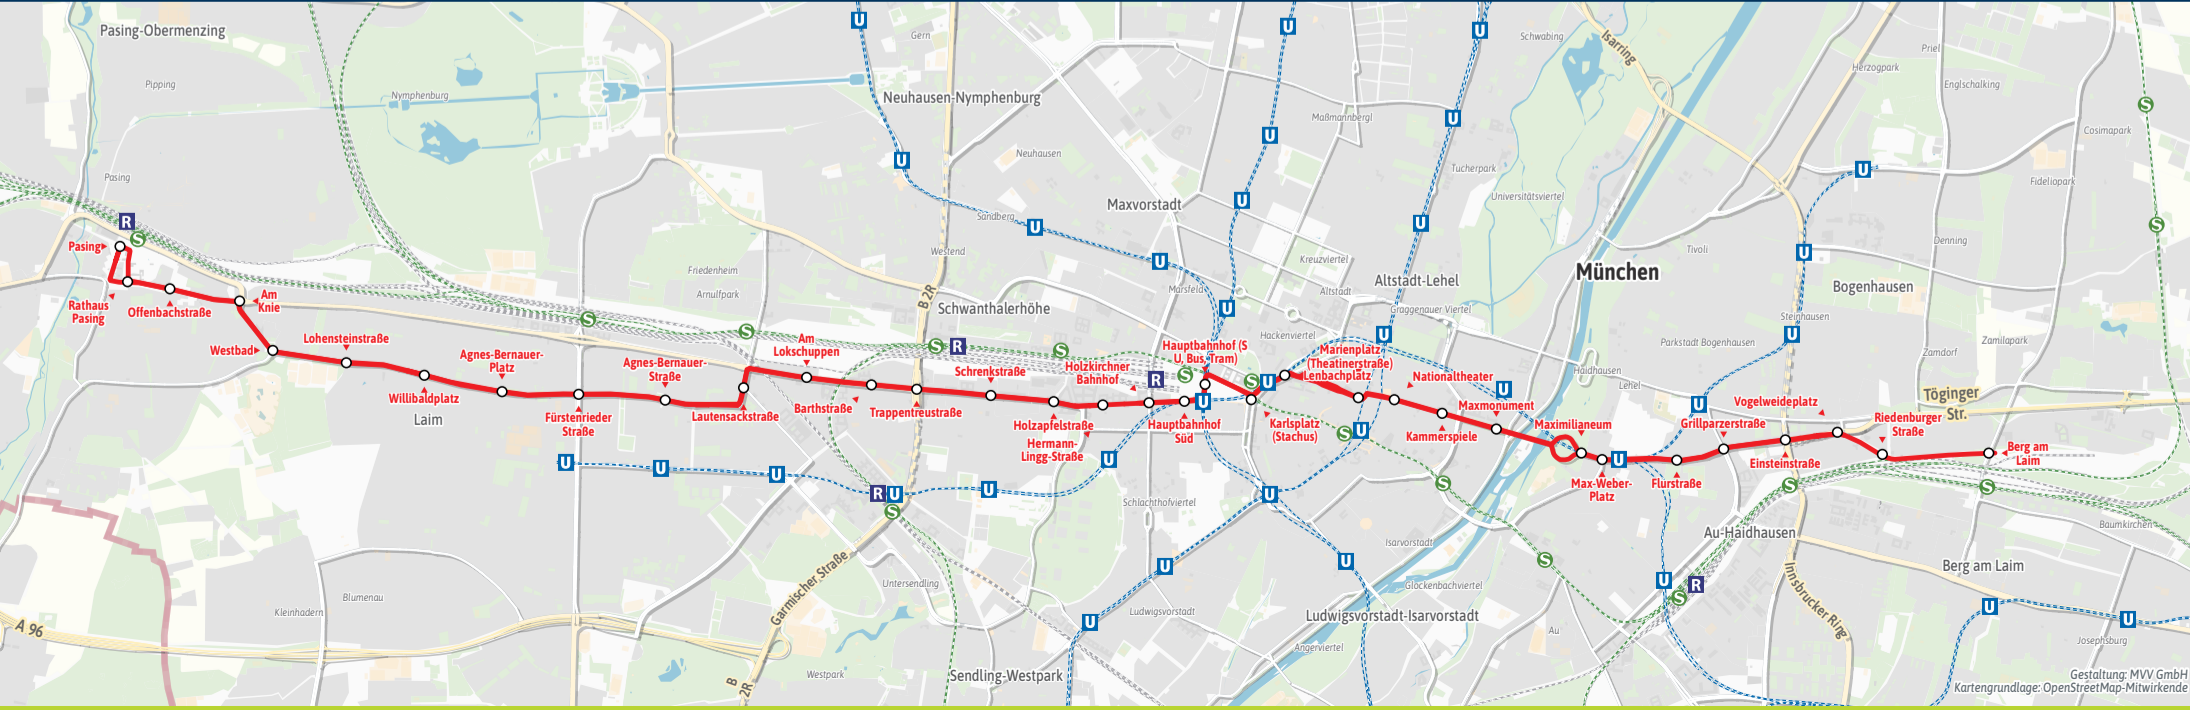 Pasing-Obermenzing
Pipping
Nymphenburg
Pasing
Gern
Neuhausen-Nymphenburg
Neuhausen
Maßmannbergl
Schwabing
Isarring
Priel
Herzogpark
Englschalking
Cosimapark
Tucherpark
Universitätsviertel
Fideliopark
Maxvorstadt
Sandberg
Westend
Tivoli
Denning
R
S
U
Pasing
Rathaus
Pasing
Offenbachstraße
Am
Knie
Westbad
Lohensteinstraße
Willibaldplatz
Agnes-Bernauer-
Platz
Fürstenrieder
Straße
Agnes-Bernauer-
Straße
Lautensackstraße
Am
Lokschuppen
Barthstraße
Trappentreustraße
Schrenkstraße
Holzapfelstraße
Hermann-
Lingg-Straße
Holzkirchner
Bahnhof
Hauptbahnhof
Süd
Hauptbahnhof (S
U, Bus, Tram)
Karlsplatz
(Stachus)
Lenbachplatz
Marienplatz
(Theatinerstraße)
Nationaltheater
Kammerspiele
Maxmonument
Maximilianeum
Max-Weber-
Platz
Flurstraße
Grillparzerstraße
Einsteinstraße
Vogelweideplatz
Riedenburger
Straße
Berg am
Laim
Friedenheim
Arnulfpark
B 2R
Schwanthalerhöhe
Marsfeld
Kreuzviertel
Altstadt
Altstadt-Lehel
Graggenauer Viertel
Hackenviertel
München
Bogenhausen
Steinhausen
Parkstadt Bogenhausen
Zamdorf
Zamilapark
Haidhausen
Lehel
Töginger
Str.
Laim
Schlachthofviertel
Isarvorstadt
Glockenbachviertel
Au-Haidhausen
Baumkirchen
Berg am Laim
Innsbrucker Ring
Josephsburg
Kleinhadern
Blumenau
A 96
Garmischer Straße
Untersendling
B
2R
Westpark
Sendling-Westpark
Ludwigsvorstadt
Ludwigsvorstadt-Isarvorstadt
Angerviertel
Au
Gestaltung: MVV GmbH
Kartengrundlage: OpenStreetMap-Mitwirkende